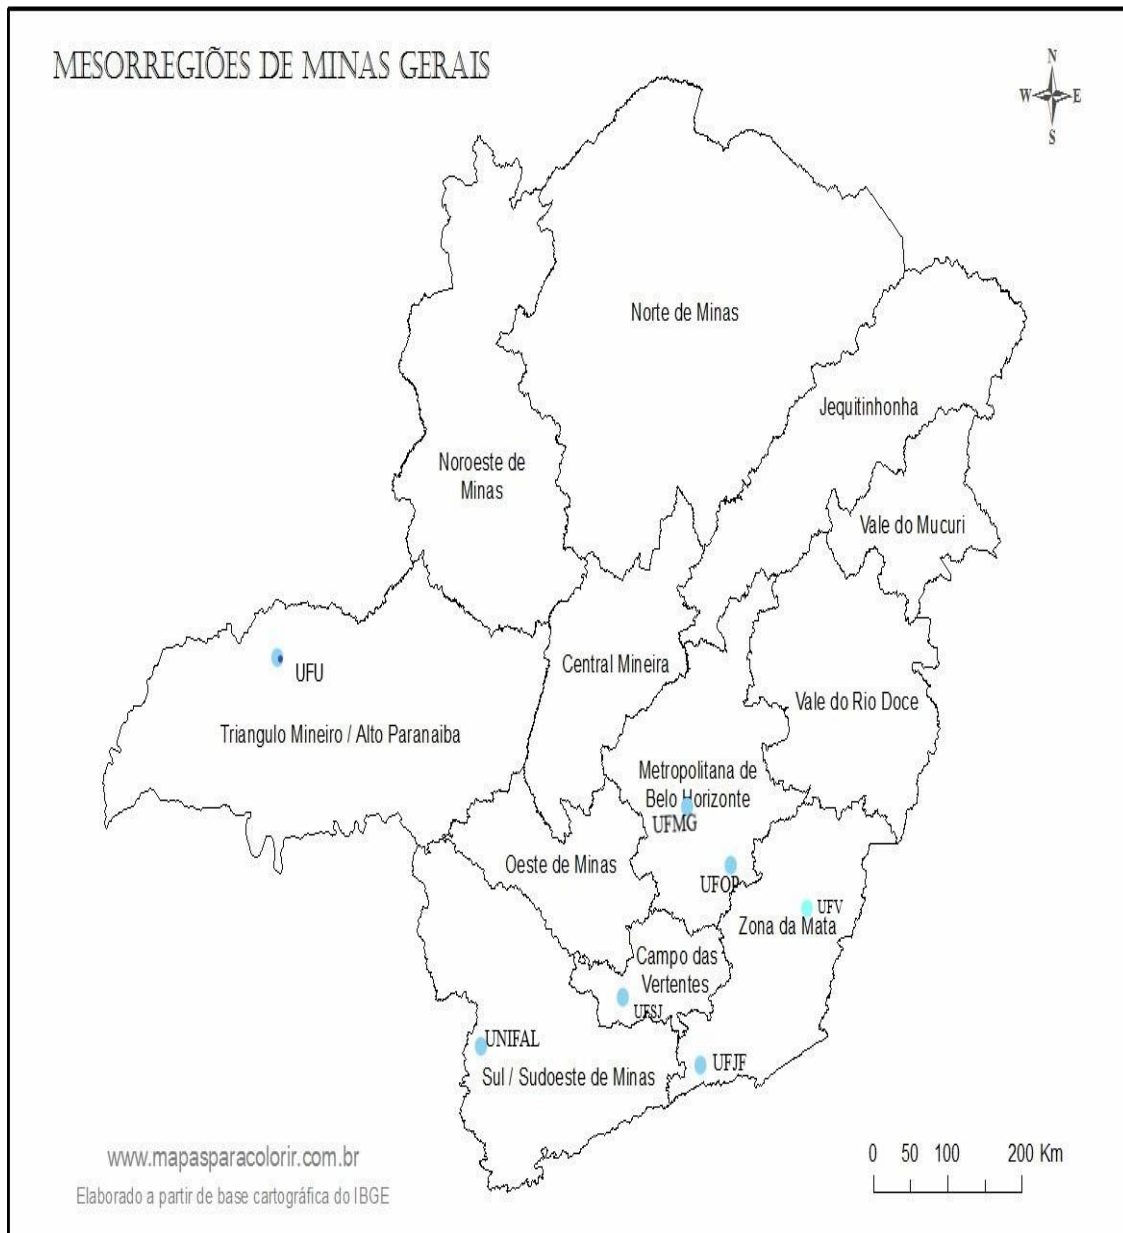 MESORREGIÕES DE MINAS GERAIS
N
W E
S
Norte de Minas
Jequitinhonha
Noroeste de
Minas
Vale do Mucuri
UFU
Central Mineira
Triangulo Mineiro / Alto Paranaiba
Vale do Rio Doce
Metropolitana de
Belo Horizonte
UFMG
Oeste de Minas
UFOP
UFV
Zona da Mata
Campo das
Vertentes
UFSJ
UNIFAL
UFJF
Sul / Sudoeste de Minas
www.mapasparacolorir.com.br
Elaborado a partir de base cartográfica do IBGE
0 50 100 200 Km